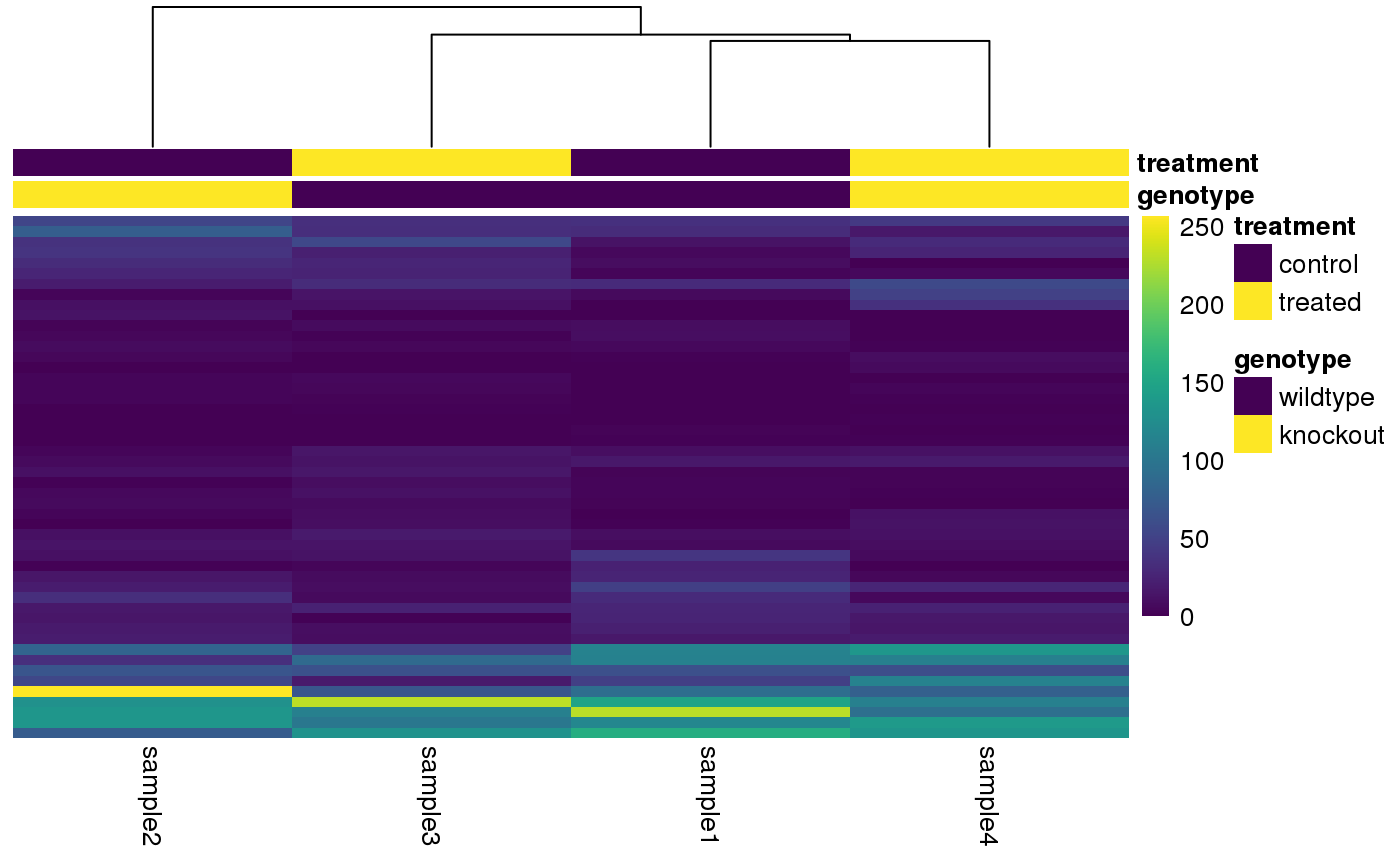 treatment
genotype
250
200
150
100
50
0
treatment
control
treated
genotype
wildtype
knockout
sample2
sample3
sample1
sample4